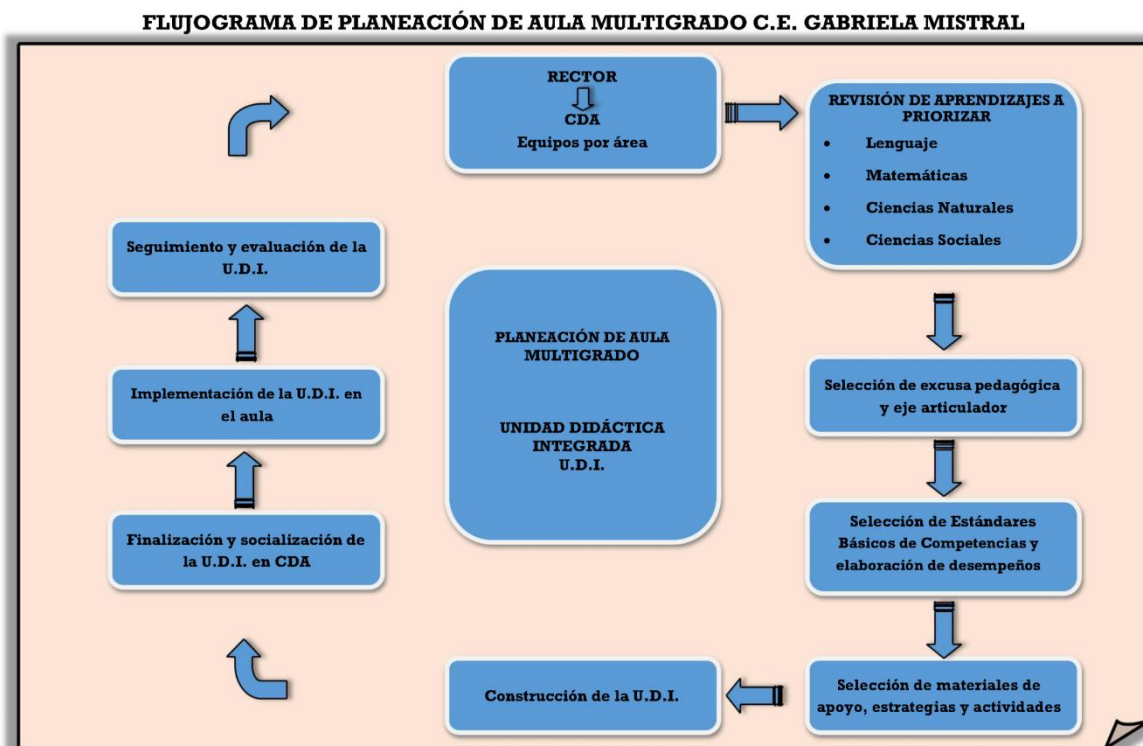 FLUJOGRAMA DE PLANEACIÓN DE AULA MULTIGRADO C.E. GABRIELA MISTRAL
RECTOR
CDA
Equipos por área
REVISIÓN DE APRENDIZAJES A
PRIORIZAR
• Lenguaje
• Matemáticas
• Ciencias Naturales
• Ciencias Sociales
Selección de excusa pedagógica
y eje articulador
Selección de Estándares
Básicos de Competencias y
elaboración de desempeños
Selección de materiales de
apoyo, estrategias y actividades
Construcción de la U.D.I.
Finalización y socialización de
la U.D.I. en CDA
Implementación de la U.D.I. en
el aula
Seguimiento y evaluación de la
U.D.I.
PLANEACIÓN DE AULA
MULTIGRADO
UNIDAD DIDÁCTICA
INTEGRADA
U.D.I.